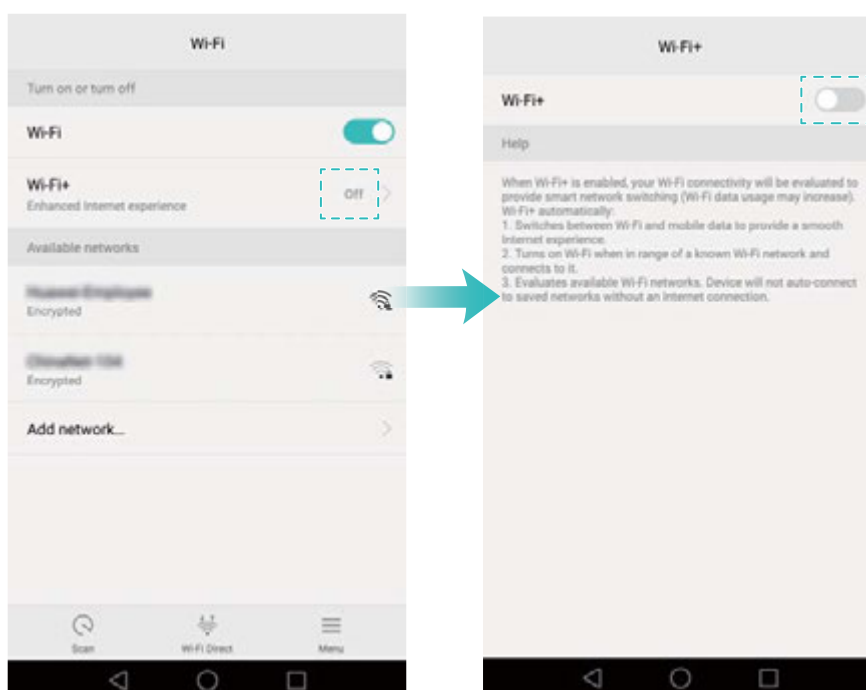 Wi-Fi
Turn on or turn off
Wi-Fi
Wi-Fi+
Enhanced Internet experience
Off
Available networks
Encrypted
Encrypted
Add network...
Scan
Wi-Fi Direct
Menu
Wi-Fi+
Wi-Fi+
Help
When Wi-Fi+ is enabled, your Wi-Fi connectivity will be evaluated to
provide smart network switching (Wi-Fi data usage may increase).
Wi-Fi+ automatically:
1. Switches between Wi-Fi and mobile data to provide a smooth
Internet experience.
2. Turns on Wi-Fi when in range of a known Wi-Fi network and
connects to it.
3. Evaluates available Wi-Fi networks. Device will not auto-connect
to saved networks without an Internet connection.